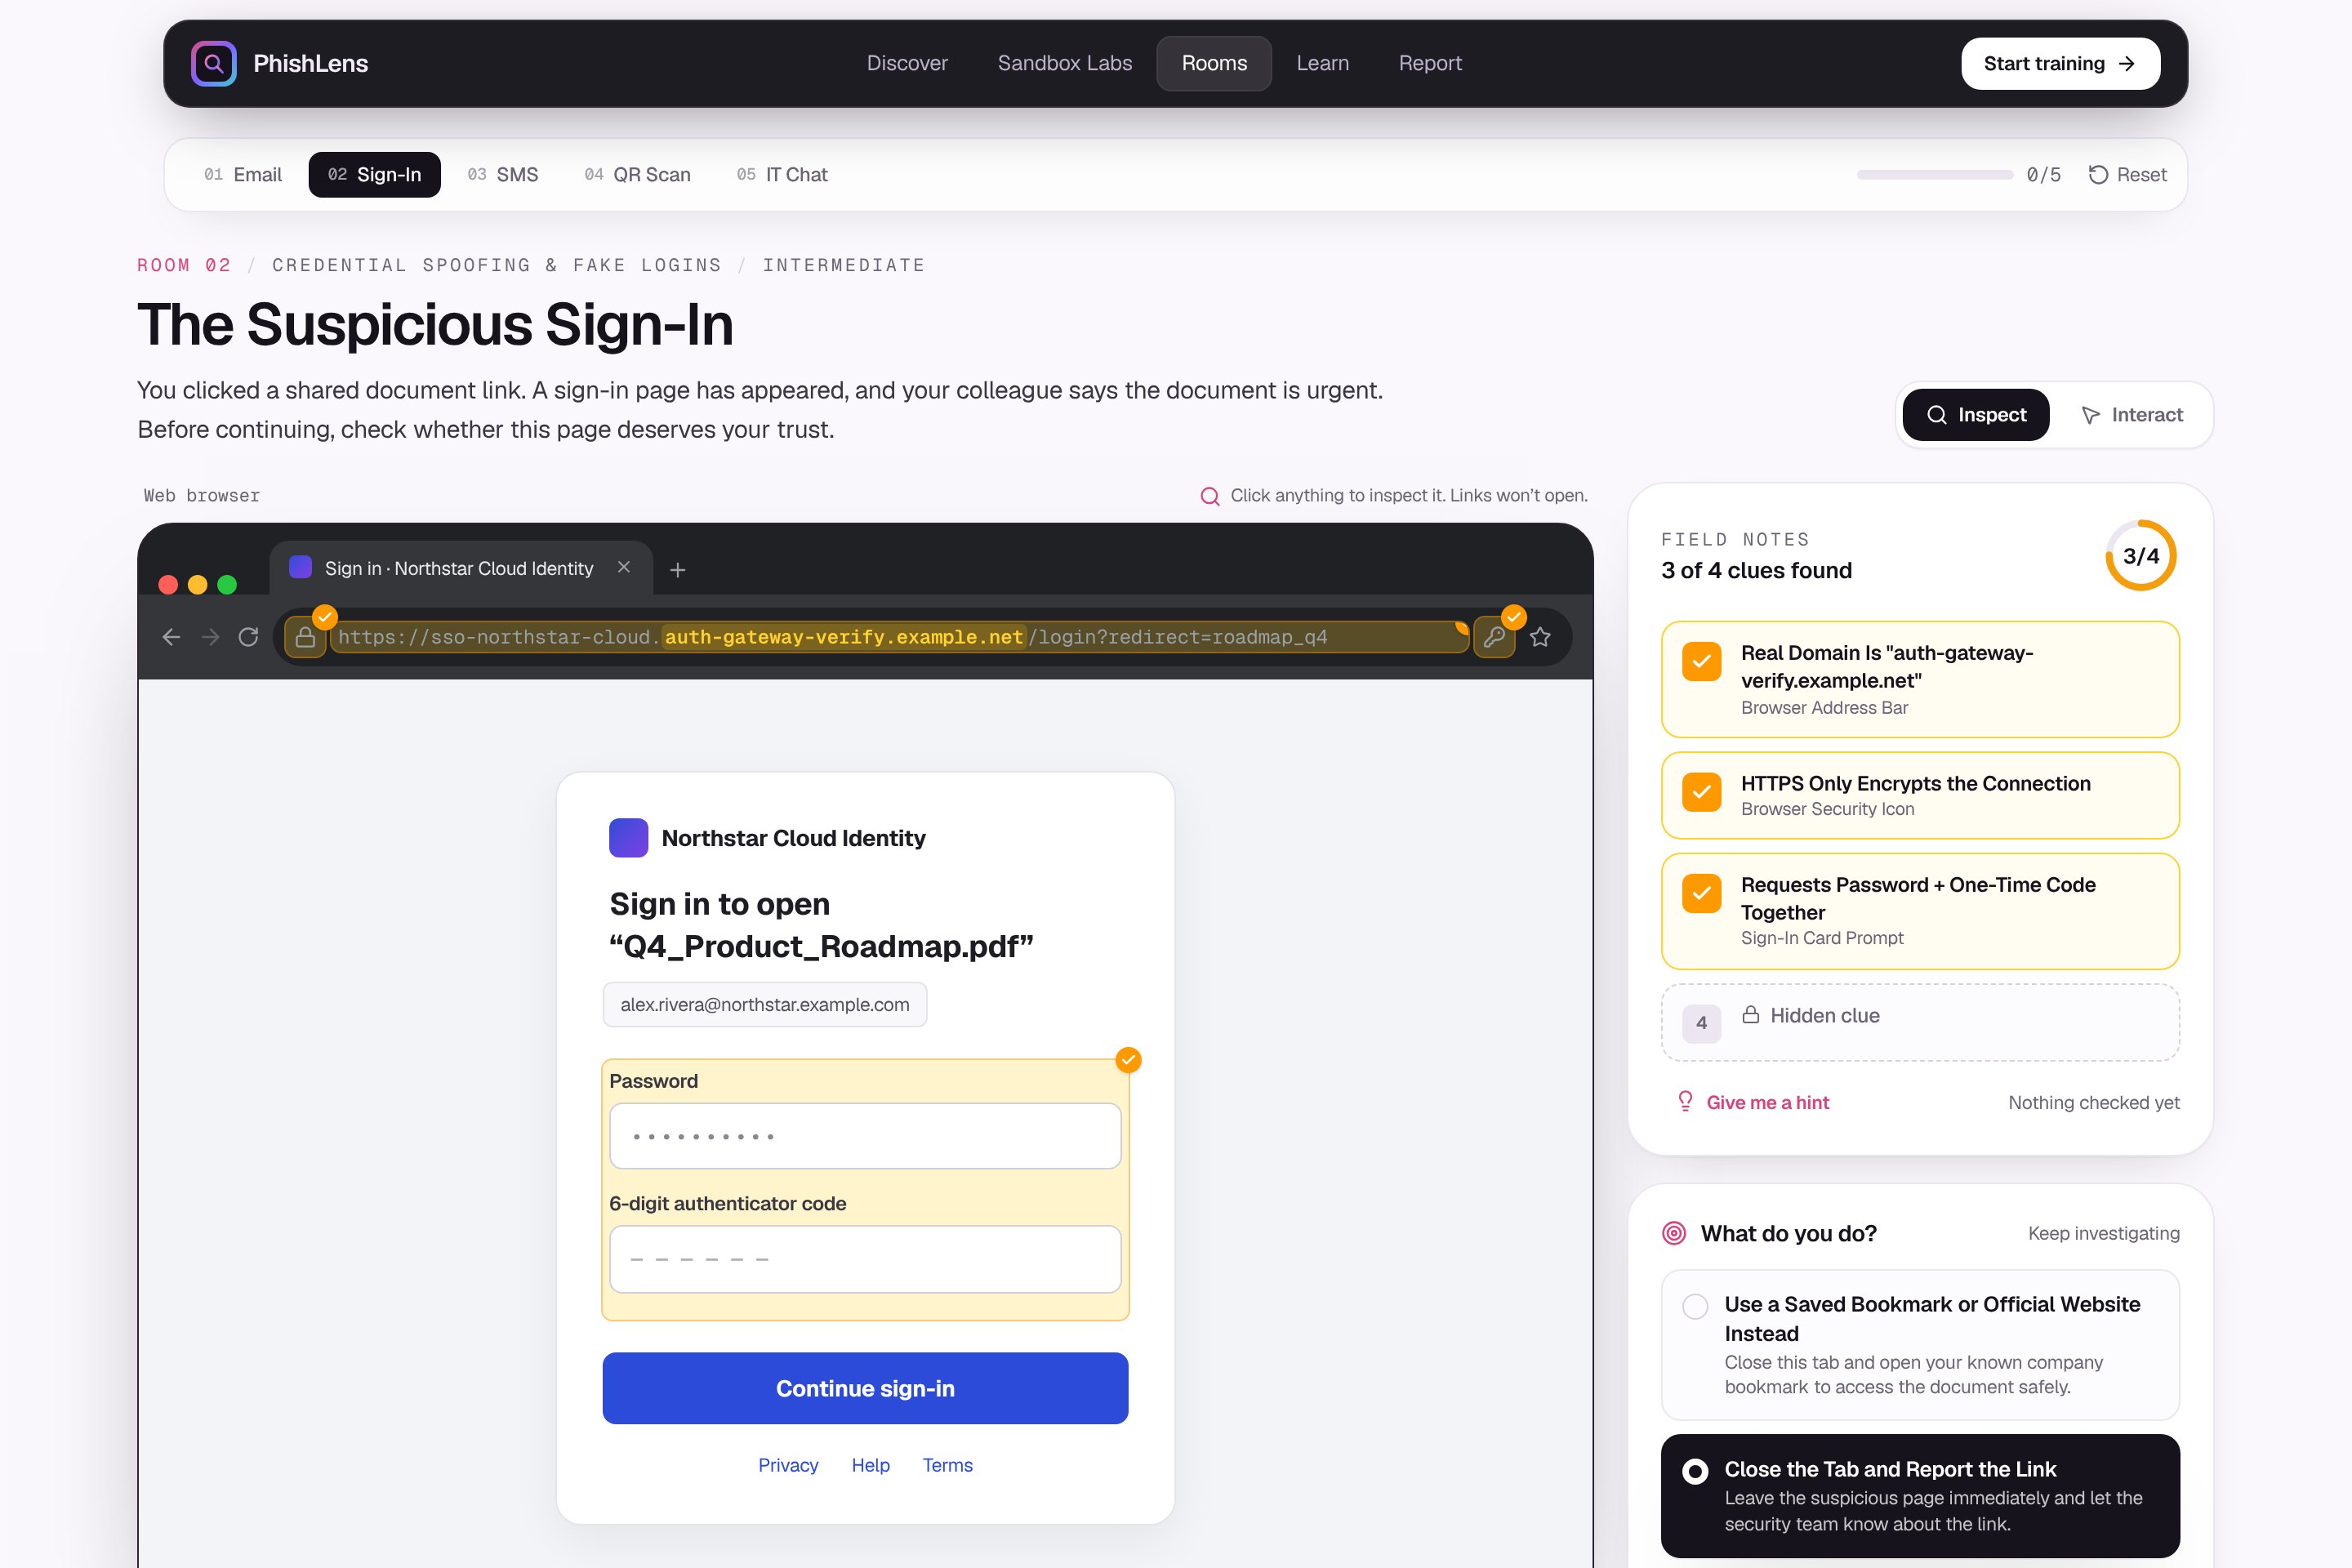 PhishLens
Discover
Sandbox Labs
Rooms
Learn
Report
Start training
01 Email
02 Sign-In
03 SMS
04 QR Scan
05 IT Chat
0/5
Reset
ROOM 02 / CREDENTIAL SPOOFING & FAKE LOGINS / INTERMEDIATE
The Suspicious Sign-In
You clicked a shared document link. A sign-in page has appeared, and your colleague says the document is urgent.
Before continuing, check whether this page deserves your trust.
Inspect
Interact
Web browser
Click anything to inspect it. Links won’t open.
Sign in · Northstar Cloud Identity
https://sso-northstar-cloud.auth-gateway-verify.example.net/login?redirect=roadmap_q4
Northstar Cloud Identity
Sign in to open
“Q4_Product_Roadmap.pdf”
alex.rivera@northstar.example.com
Password
6-digit authenticator code
Continue sign-in
Privacy
Help
Terms
FIELD NOTES
3 of 4 clues found
3/4
Real Domain Is "auth-gateway-
verify.example.net"
Browser Address Bar
HTTPS Only Encrypts the Connection
Browser Security Icon
Requests Password + One-Time Code
Together
Sign-In Card Prompt
4
Hidden clue
Give me a hint
Nothing checked yet
What do you do?
Keep investigating
Use a Saved Bookmark or Official Website
Instead
Close this tab and open your known company
bookmark to access the document safely.
Close the Tab and Report the Link
Leave the suspicious page immediately and let the
security team know about the link.